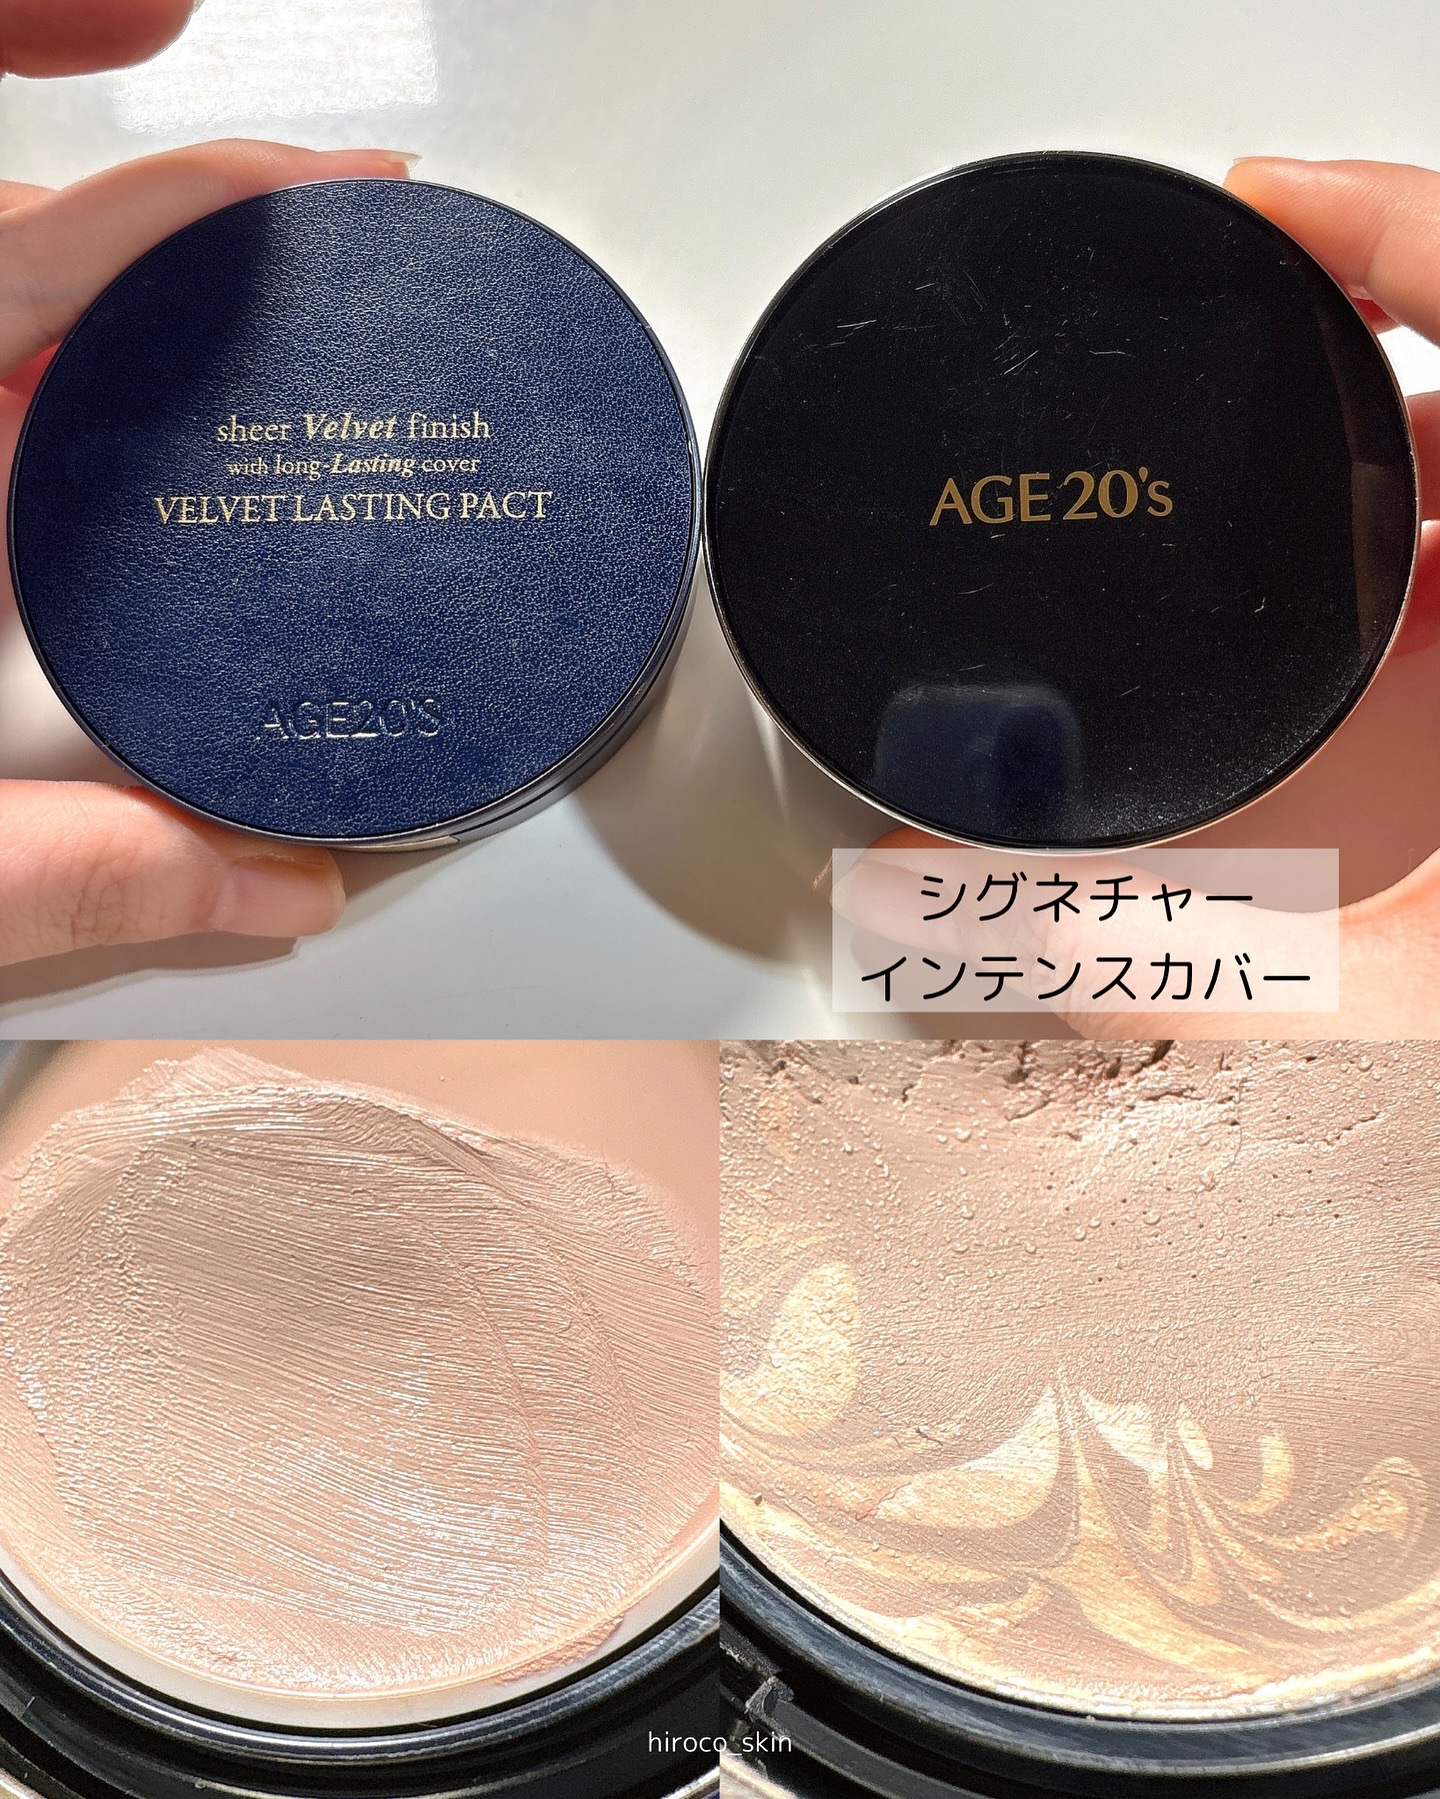 sheer Velvet finish
with long-Lasting cover
VELVET LASTING PACT
AGE20'S
AGE 20's
シグネチャー
インテンスカバー
hiroco_skin